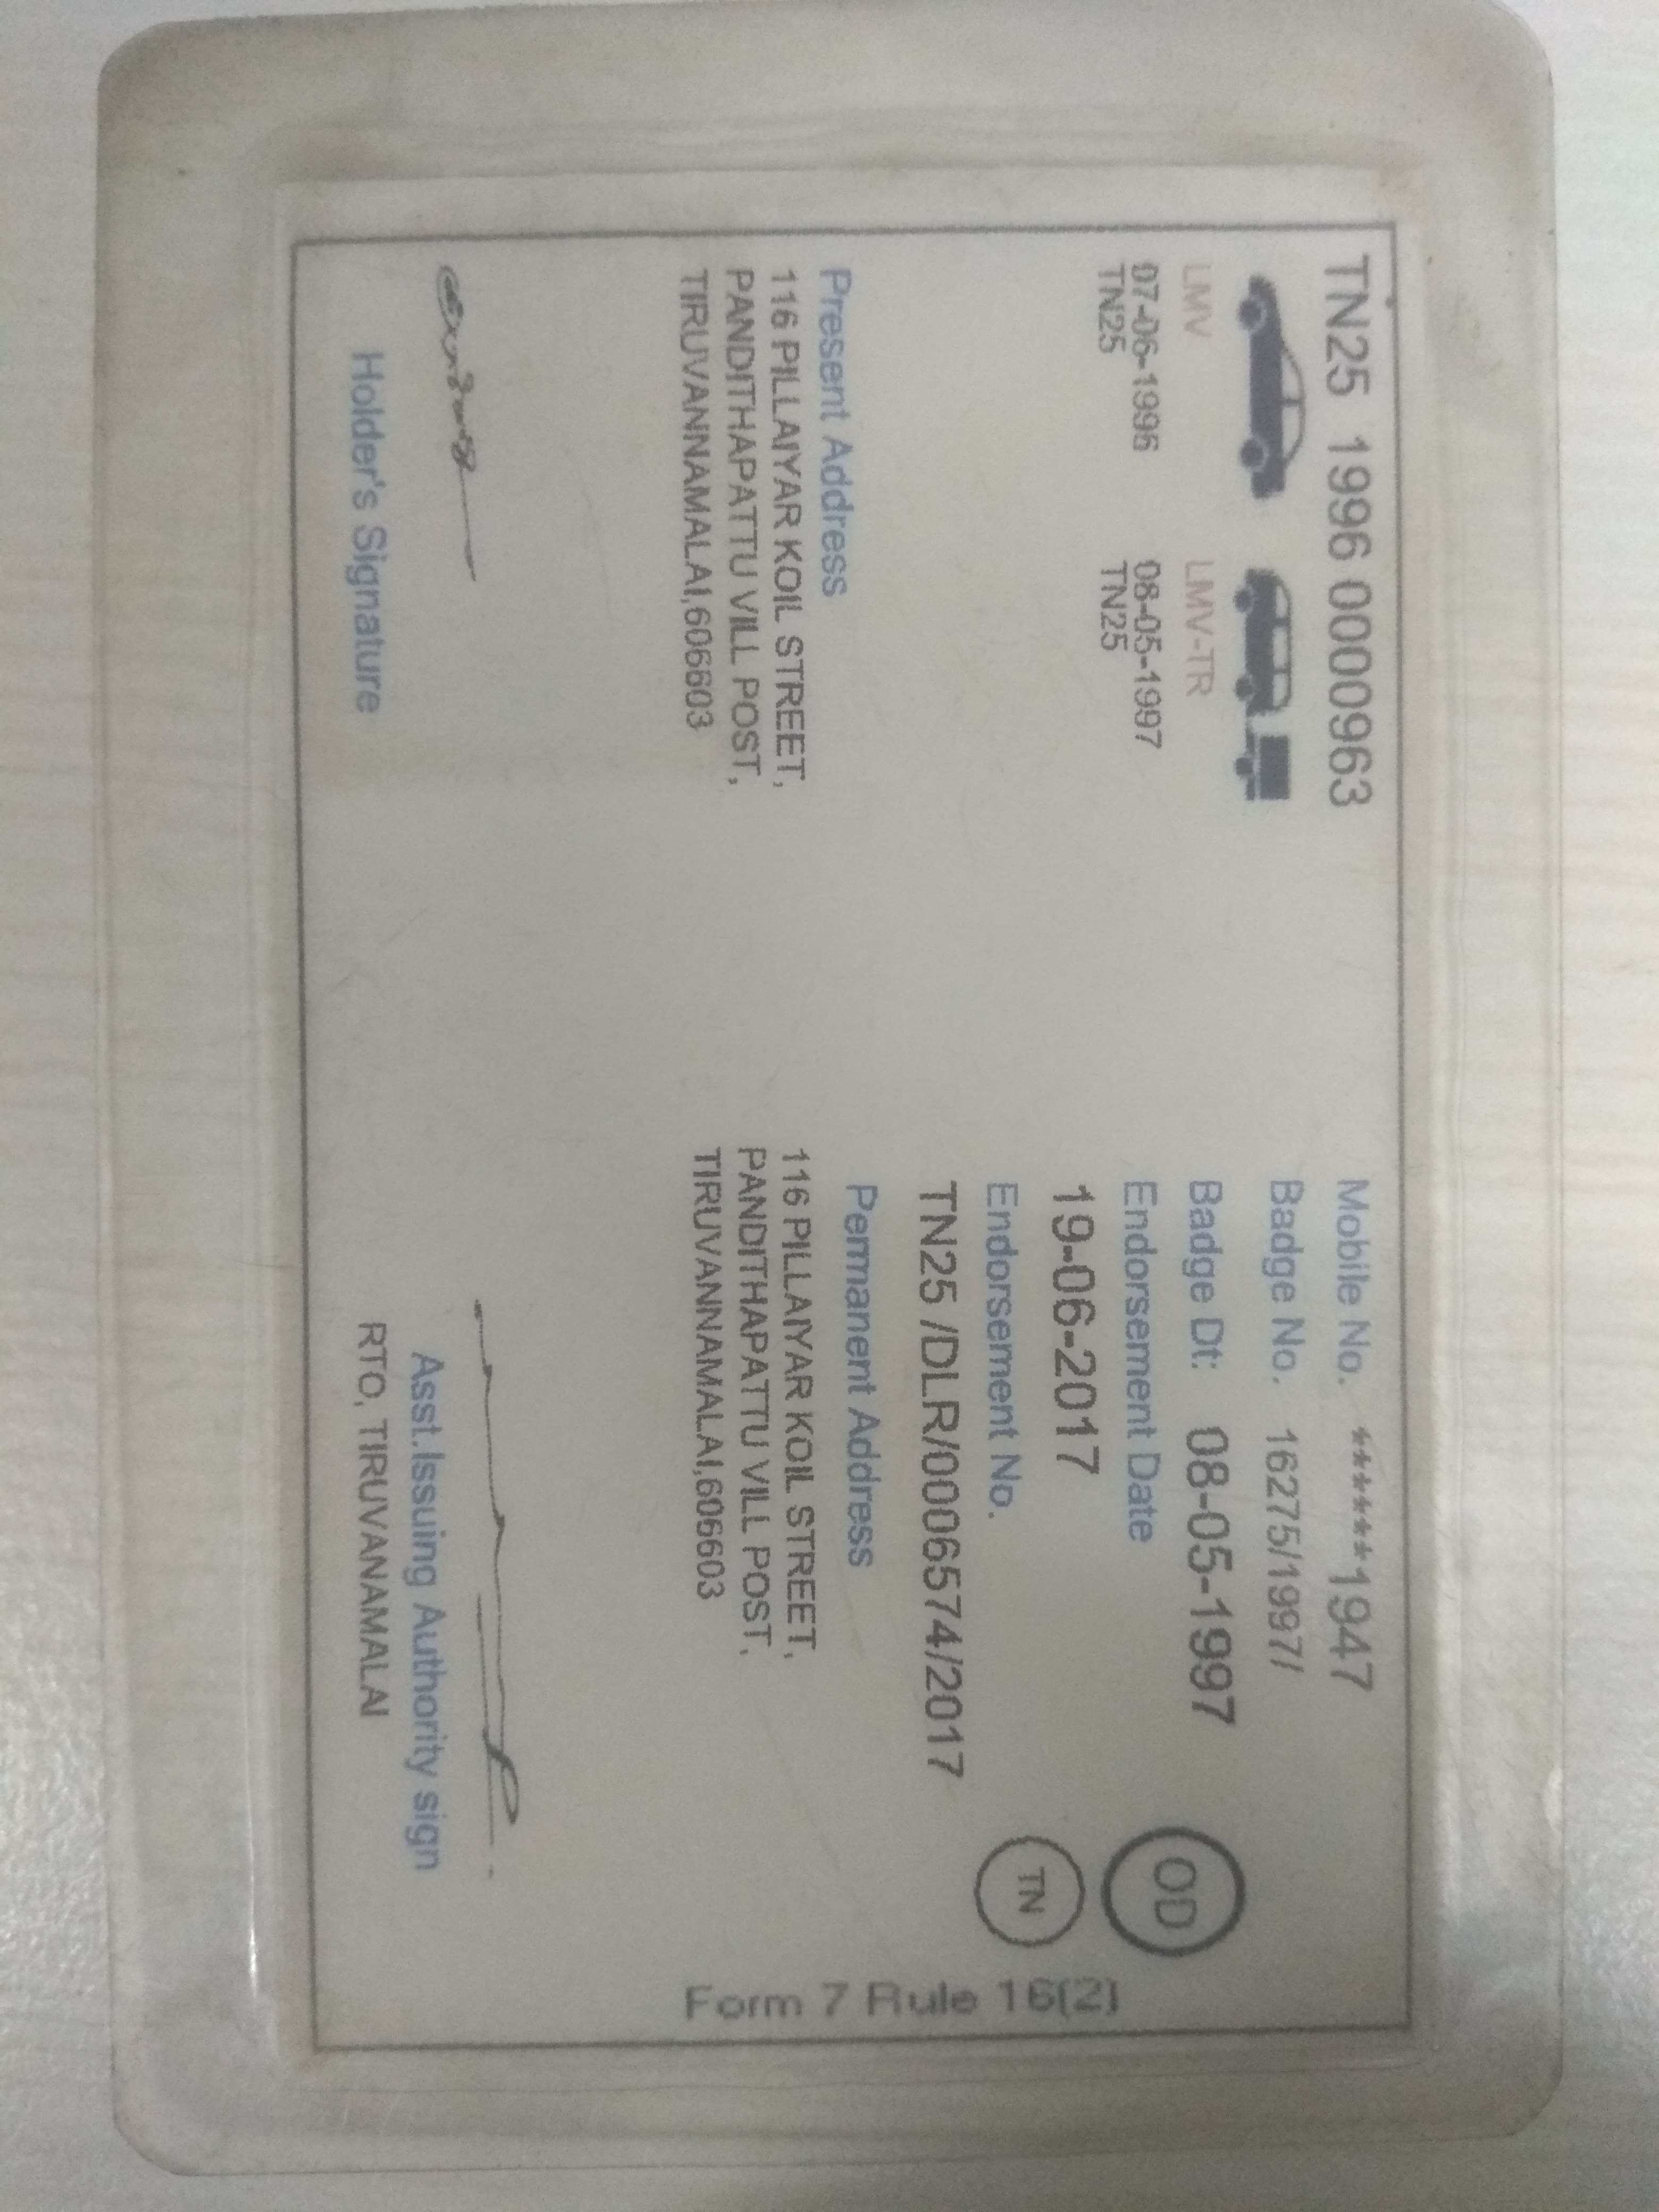 TN25 1996 0000963
LMV
07-06-1996
TN25
LMV-TR
08-05-1997
TN25
Mobile No. *******1947
Badge No. 16275/1997/
Badge Dt: 08-05-1997
Endorsement Date
19-06-2017
Endorsement No.
TN25 /DLR/0006574/2017
OD
TN
Form 7 Rule 16(2)
Present Address
116 PILLAIYAR KOIL STREET,
PANDITHAPATTU VILL POST,
TIRUVANNAMALAI,606603
Permanent Address
116 PILLAIYAR KOIL STREET,
PANDITHAPATTU VILL POST,
TIRUVANNAMALAI,606603
Holder's Signature
Asst.Issuing Authority sign
RTO, TIRUVANAMALAI